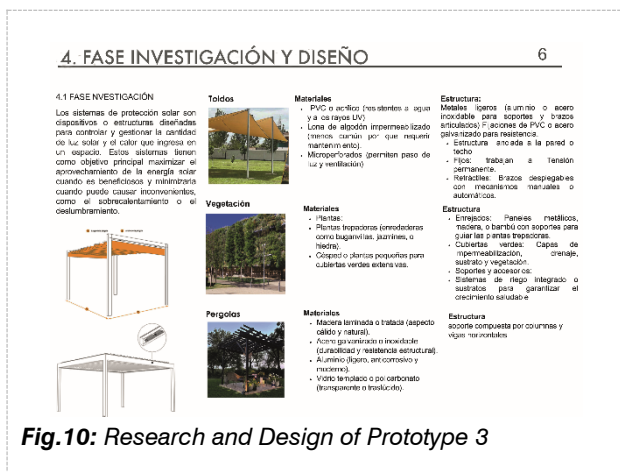 4. FASE INVESTIGACIÓN Y DISEÑO
6
4.1 FASE NVESTIGACIÓN
Los sistemas de protección solar son
dispositivos o estructuras diseñadas
para controlar y gestionar la cantidad
de luz solar y el calor que ingresa en
un espacio. Estos sistemas tienen
como objetivo principal maximizar el
aprovechamiento de la energía solar
cuando es beneficiosa y minimizarla
cuando puede causar inconvenientes,
como el sobrecalentamiento o el
deslumbramiento.
Toldos
Materiales
• PVC o acrílico (resistentes a agua
y a los rayos UV)
• Lona de algodón impermeabilizado
(menos común por que requiere
mantenimiento).
• Microperforados (permiten paso de
luz y ventilación)
Estructura:
Metales ligeros (aluminio o acero
inoxidable para soportes y brazos
articulados) Fijaciones de PVC o acero
galvanizado para resistencia.
• Estructura anclada a la pared o
techo
• Fijos: trabajan a Tensión
permanente.
• Retráctiles: Brazos desplegables
con mecanismos manuales o
automáticos.
Vegetación
Materiales
• Plantas:
• Plantas trepadoras (enredaderas
como buganvilias, jazmines, o
hiedra).
• Césped o plantas pequeñas para
cubiertas verdes extensivas.
Estructura
• Enrejados: Paneles metálicos,
madera, o bambú con soportes para
guiar las plantas trepadoras.
• Cubiertas verdes: Capas de
impermeabilización, drenaje,
sustrato y vegetación.
• Soportes y accesorios:
• Sistemas de riego integrado o
sustratos para garantizar el
crecimiento saludable
Pergolas
Materiales
• Madera laminada o tratada (aspecto
cálido y natural).
• Acero galvanizado o inoxidable
(durabilidad y resistencia estructural).
• Aluminio (ligero, anticorrosivo y
moderno).
• Vidrio templado o policarbonato
(transparente o traslúcido).
Estructura
soporte compuesta por columnas y
vigas horizontales
Fig.10: Research and Design of Prototype 3